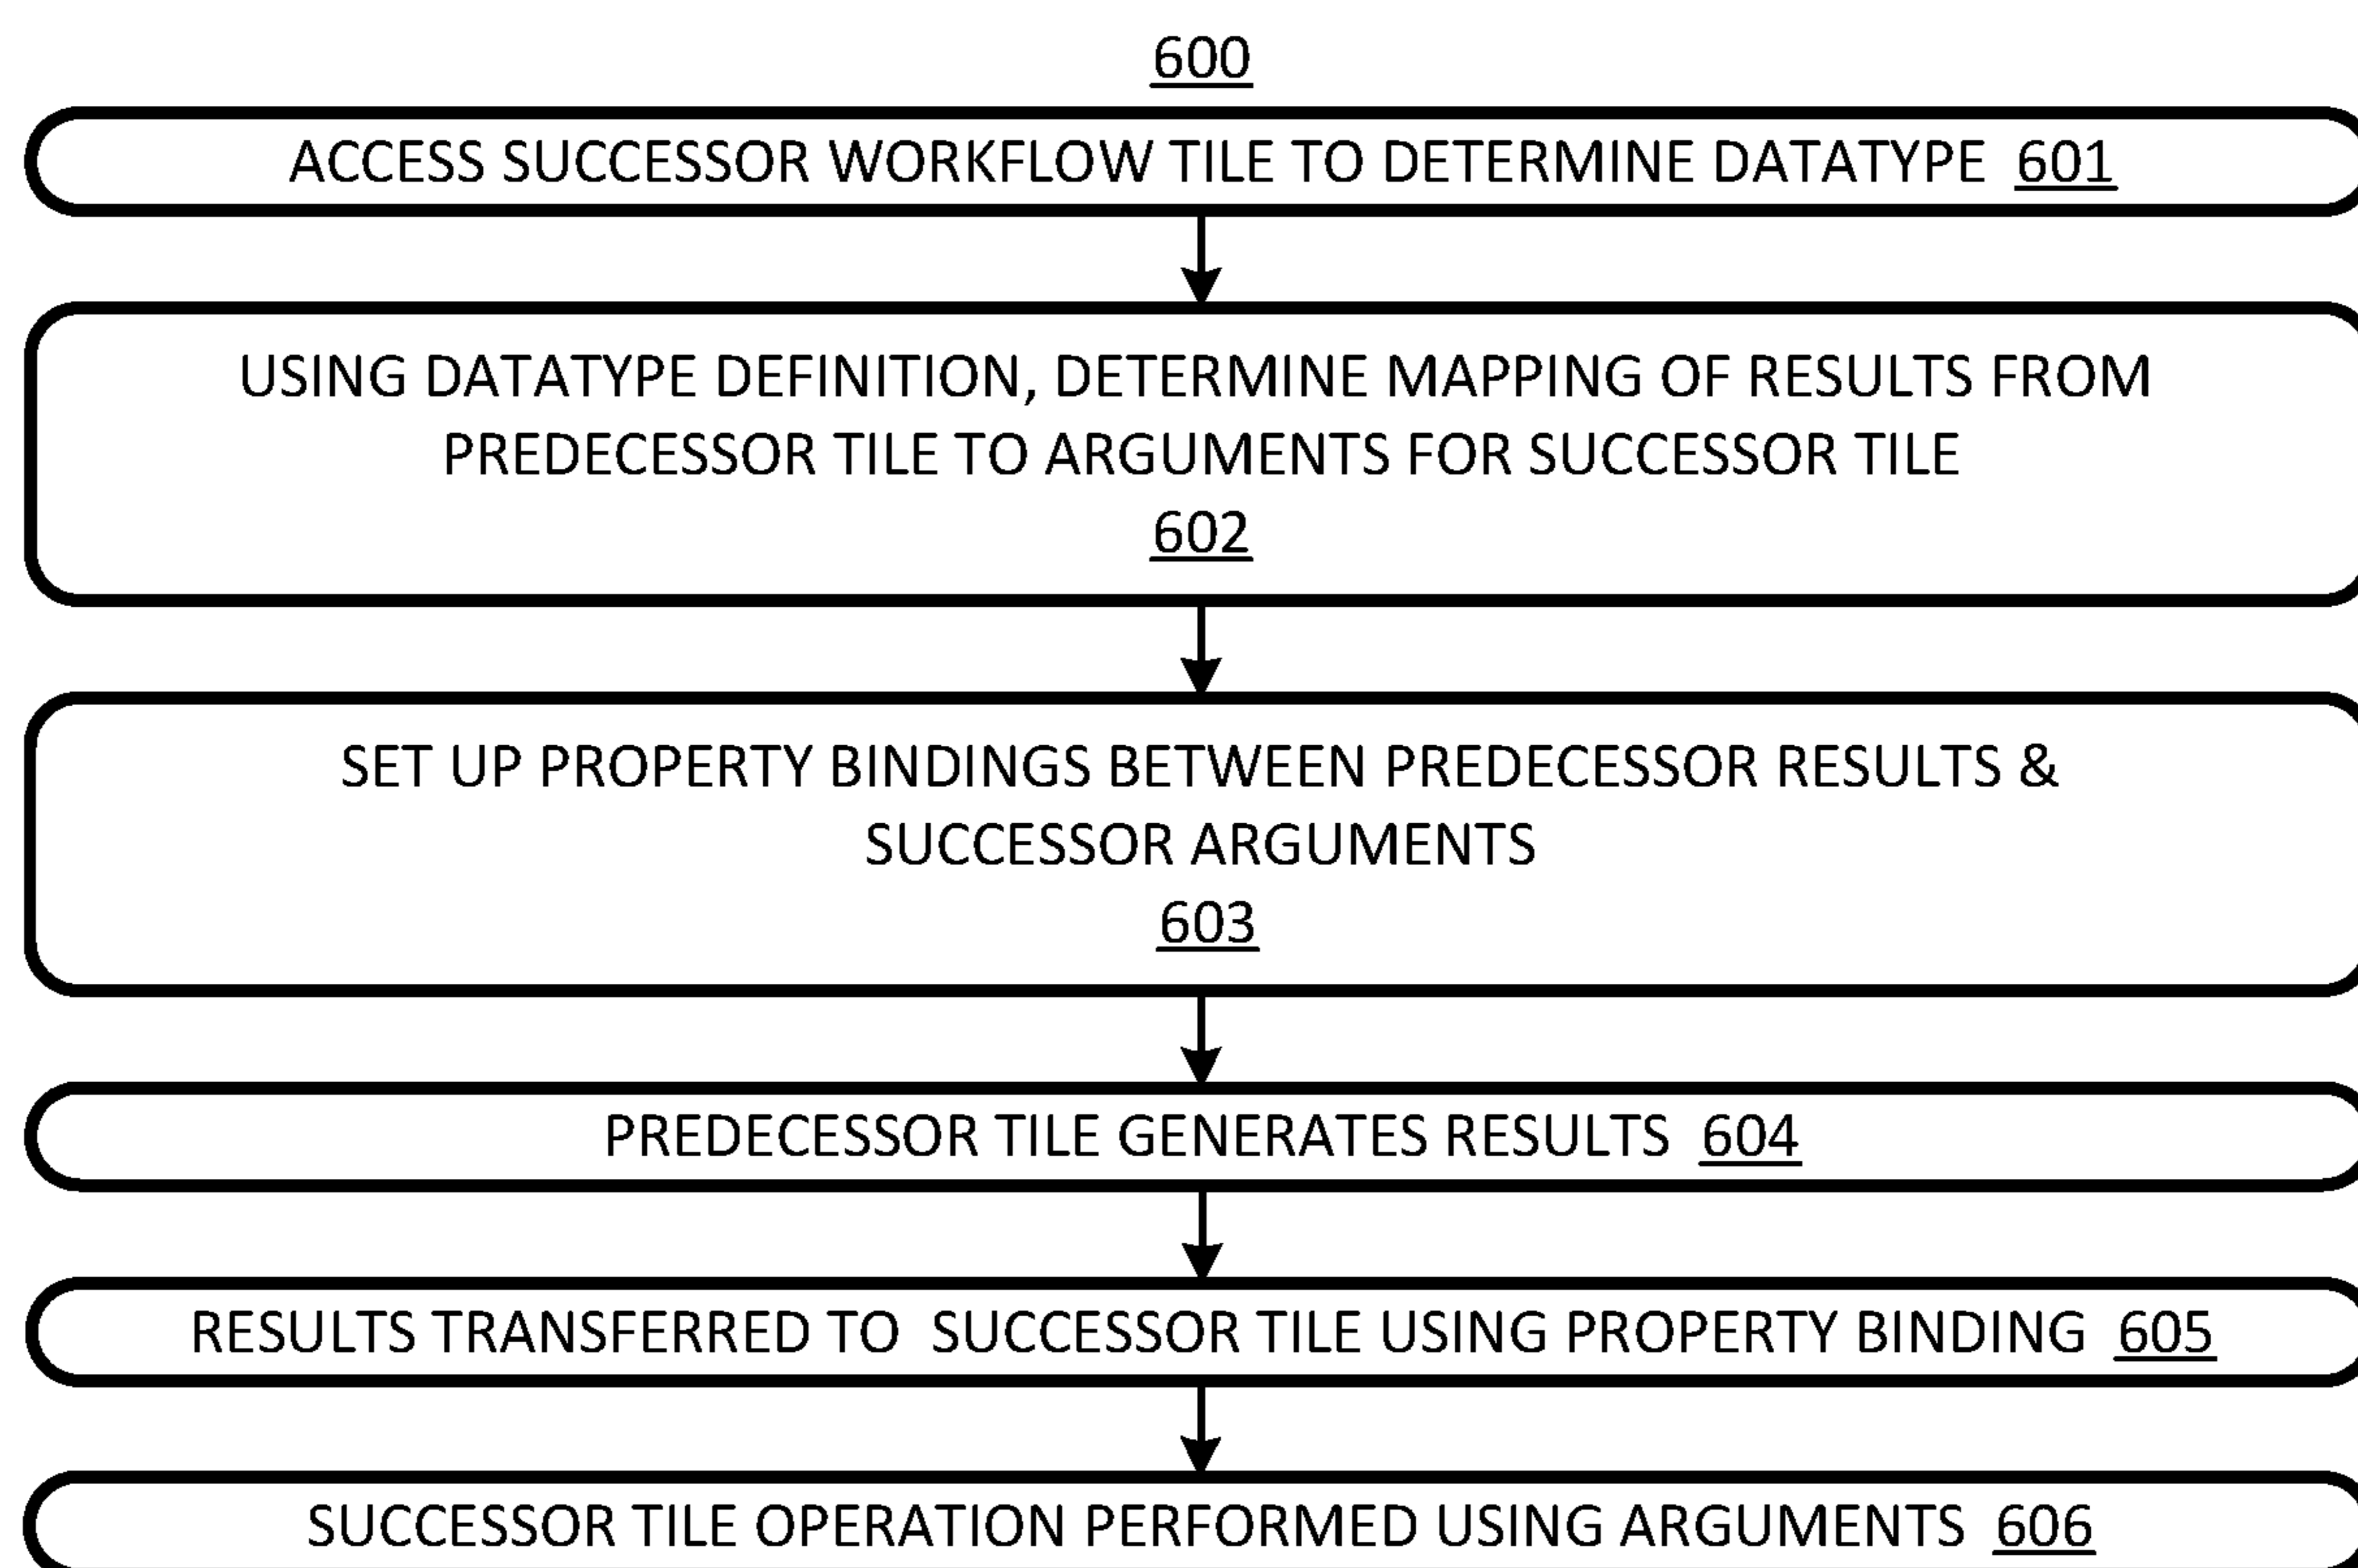 600
ACCESS SUCCESSOR WORKFLOW TILE TO DETERMINE DATATYPE 601
USING DATATYPE DEFINITION, DETERMINE MAPPING OF RESULTS FROM
PREDECESSOR TILE TO ARGUMENTS FOR SUCCESSOR TILE
602
SET UP PROPERTY BINDINGS BETWEEN PREDECESSOR RESULTS &
SUCCESSOR ARGUMENTS
603
PREDECESSOR TILE GENERATES RESULTS 604
RESULTS TRANSFERRED TO SUCCESSOR TILE USING PROPERTY BINDING 605
SUCCESSOR TILE OPERATION PERFORMED USING ARGUMENTS 606